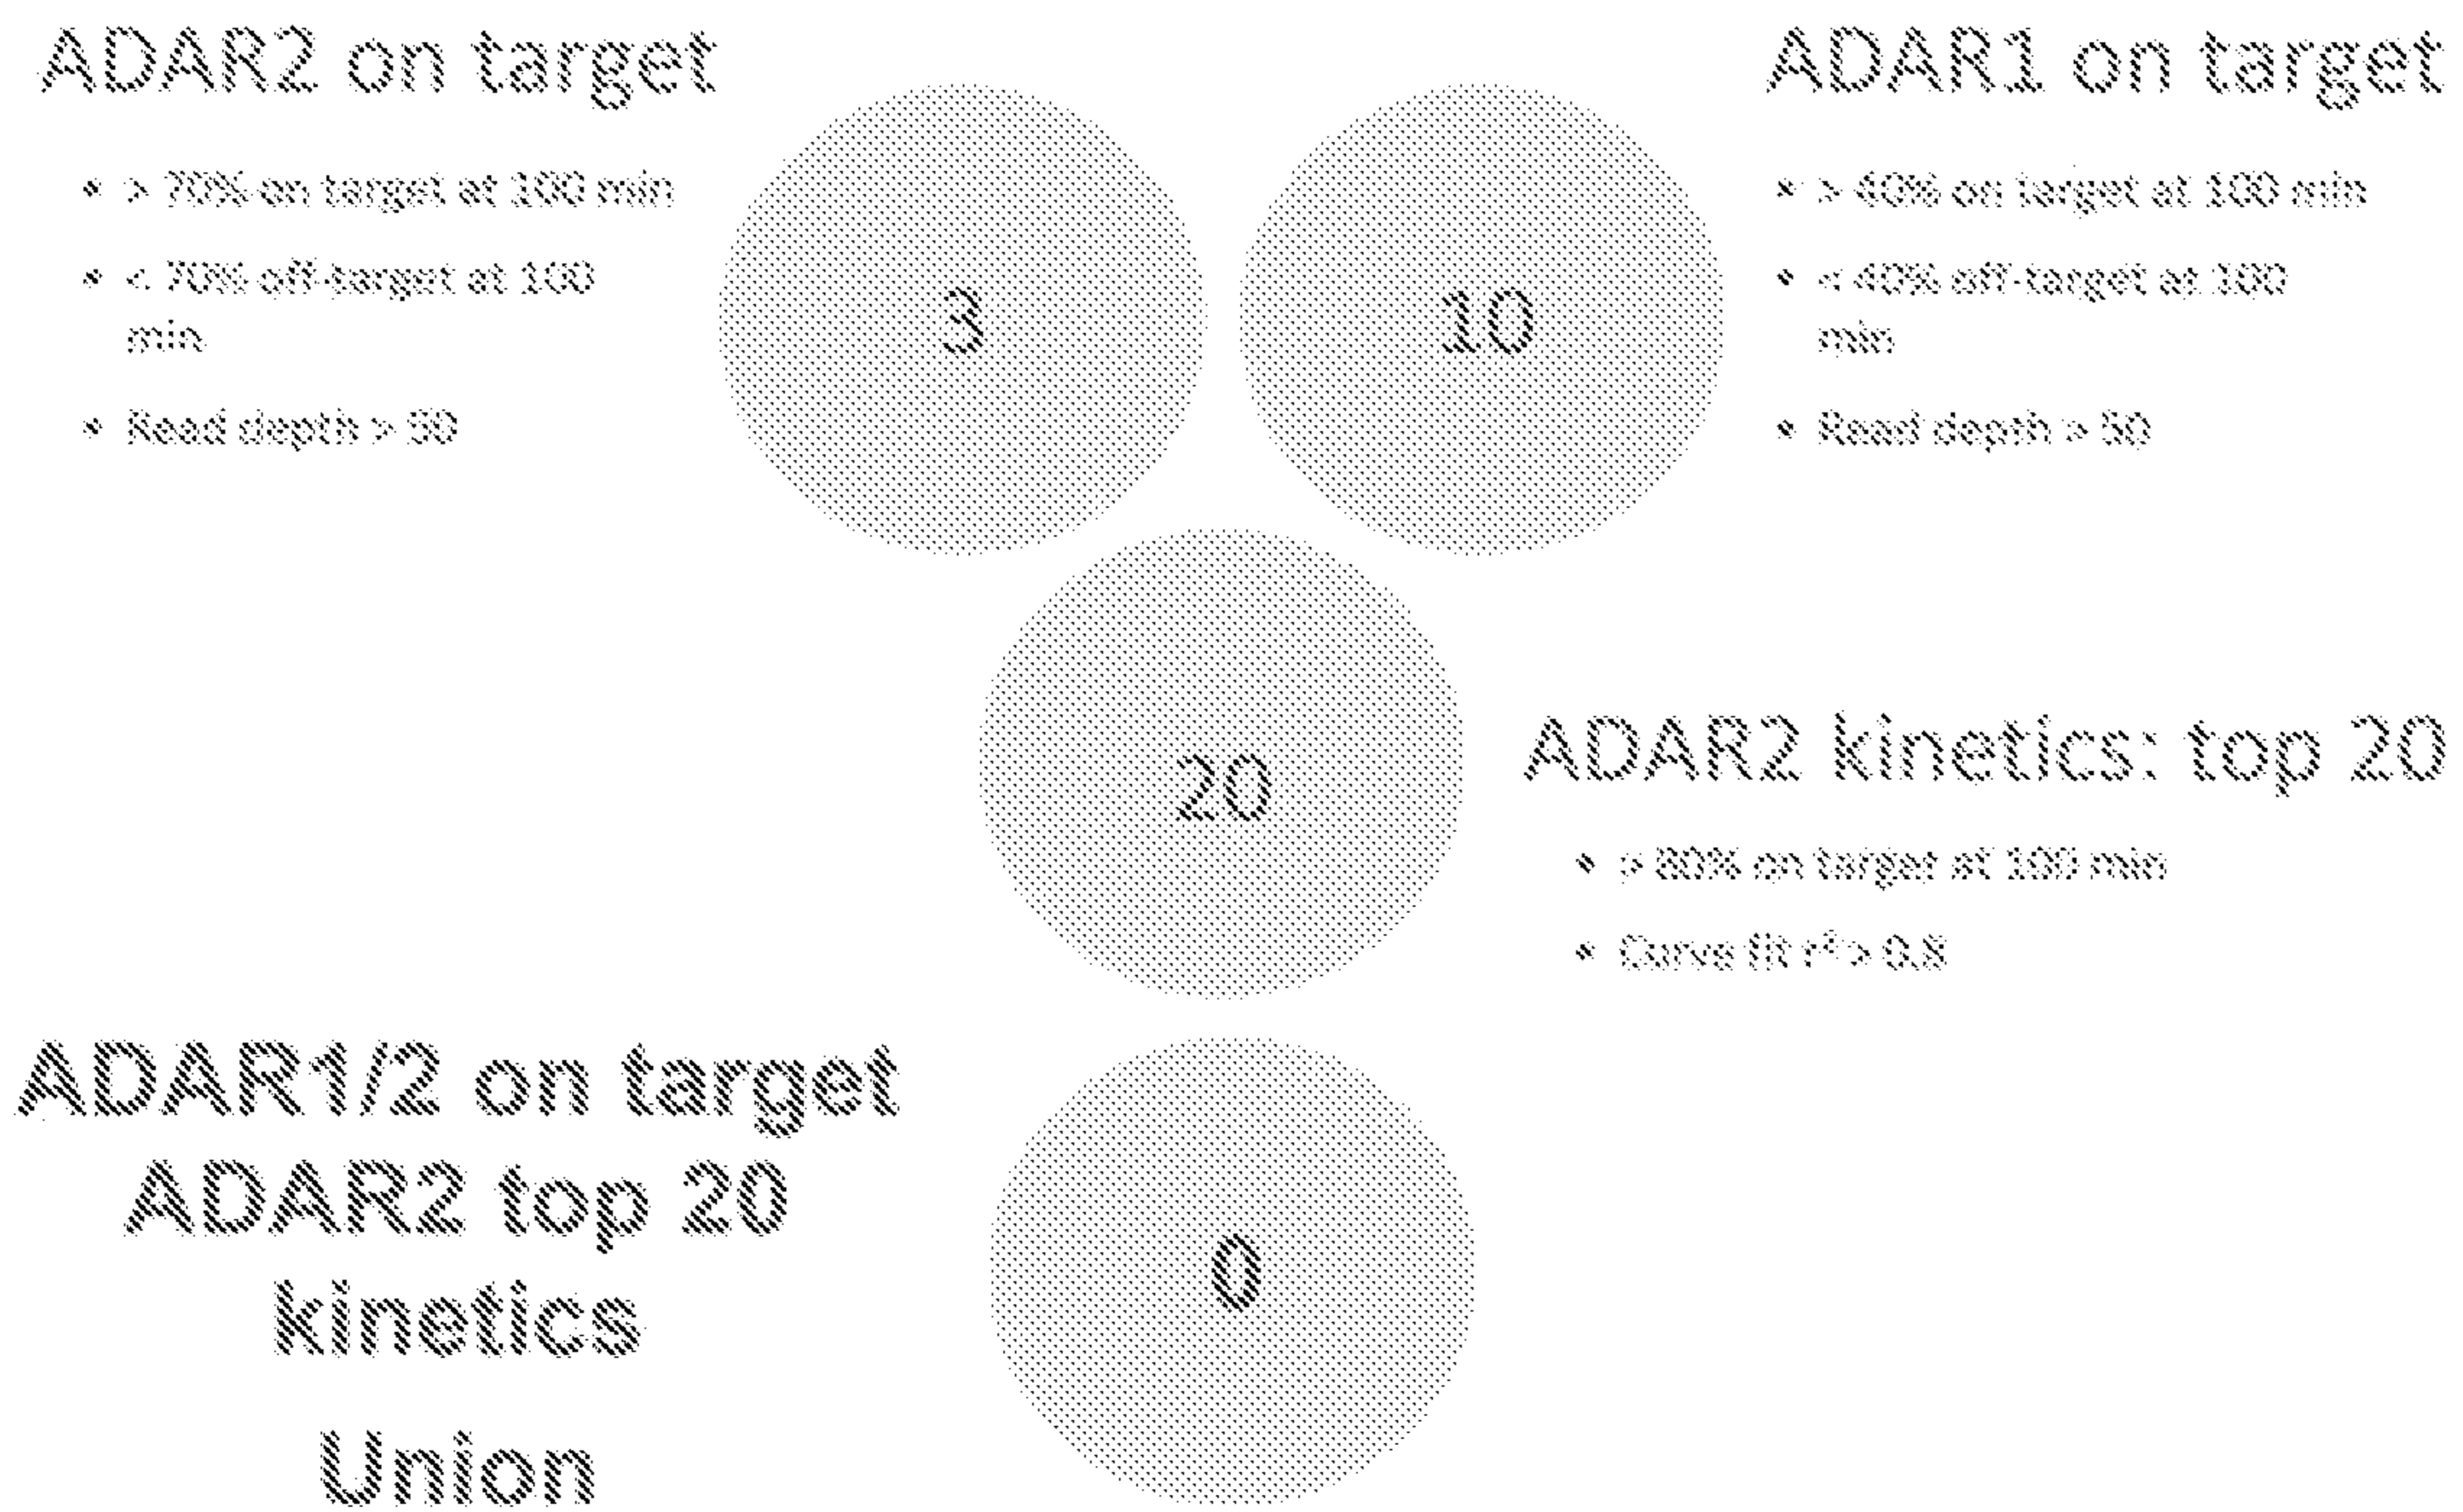 ADAR2 on target
• > 70% on target at 100 min
• < 70% off-target at 100
min
• Read depth > 50
3
10
ADAR1 on target
• > 40% on target at 100 min
• < 40% off-target at 100
min
• Read depth > 50
20
ADAR2 kinetics: top 20
• > 80% on target at 100 min
• Curve fit r² > 0.8
ADAR1/2 on target
ADAR2 top 20
kinetics
Union
0